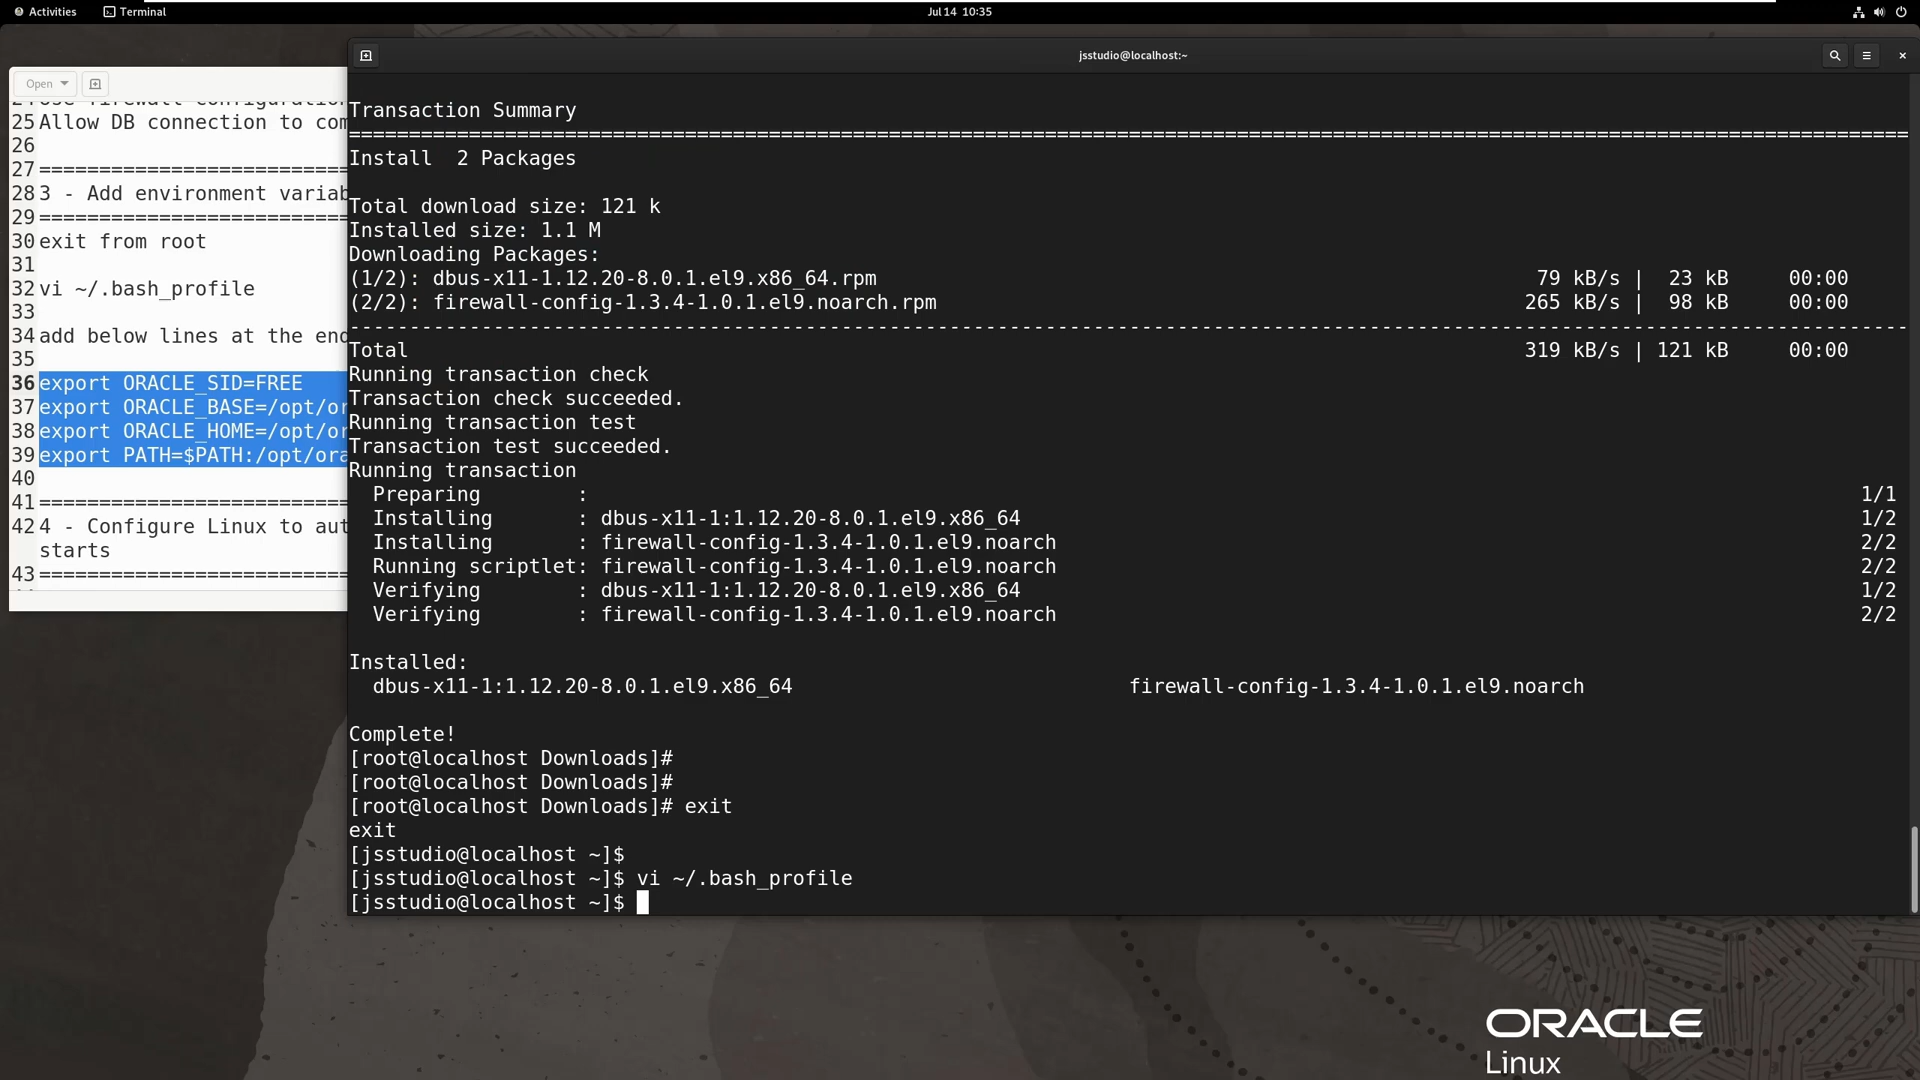 Activities
Terminal
Jul 14 10:35
Open
25 Allow DB connection to com
26
27 =========================
28 3 - Add environment variab
29 =========================
30 exit from root
31
32 vi ~/.bash_profile
33
34 add below lines at the end
35
36 export ORACLE_SID=FREE
37 export ORACLE_BASE=/opt/or
38 export ORACLE_HOME=/opt/or
39 export PATH=$PATH:/opt/ora
40
41 =========================
42 4 - Configure Linux to aut
starts
43 =========================
jsstudio@localhost:~
Transaction Summary
================================================================================
Install  2 Packages
Total download size: 121 k
Installed size: 1.1 M
Downloading Packages:
(1/2): dbus-x11-1.12.20-8.0.1.el9.x86_64.rpm 79 kB/s |  23 kB 00:00
(2/2): firewall-config-1.3.4-1.0.1.el9.noarch.rpm 265 kB/s |  98 kB 00:00
--------------------------------------------------------------------------------
Total 319 kB/s | 121 kB 00:00
Running transaction check
Transaction check succeeded.
Running transaction test
Transaction test succeeded.
Running transaction
Preparing : 1/1
Installing : dbus-x11-1:1.12.20-8.0.1.el9.x86_64 1/2
Installing : firewall-config-1.3.4-1.0.1.el9.noarch 2/2
Running scriptlet: firewall-config-1.3.4-1.0.1.el9.noarch 2/2
Verifying : dbus-x11-1:1.12.20-8.0.1.el9.x86_64 1/2
Verifying : firewall-config-1.3.4-1.0.1.el9.noarch 2/2
Installed:
dbus-x11-1:1.12.20-8.0.1.el9.x86_64 firewall-config-1.3.4-1.0.1.el9.noarch
Complete!
[root@localhost Downloads]#
[root@localhost Downloads]#
[root@localhost Downloads]# exit
exit
[jsstudio@localhost ~]$
[jsstudio@localhost ~]$ vi ~/.bash_profile
[jsstudio@localhost ~]$
ORACLE
Linux